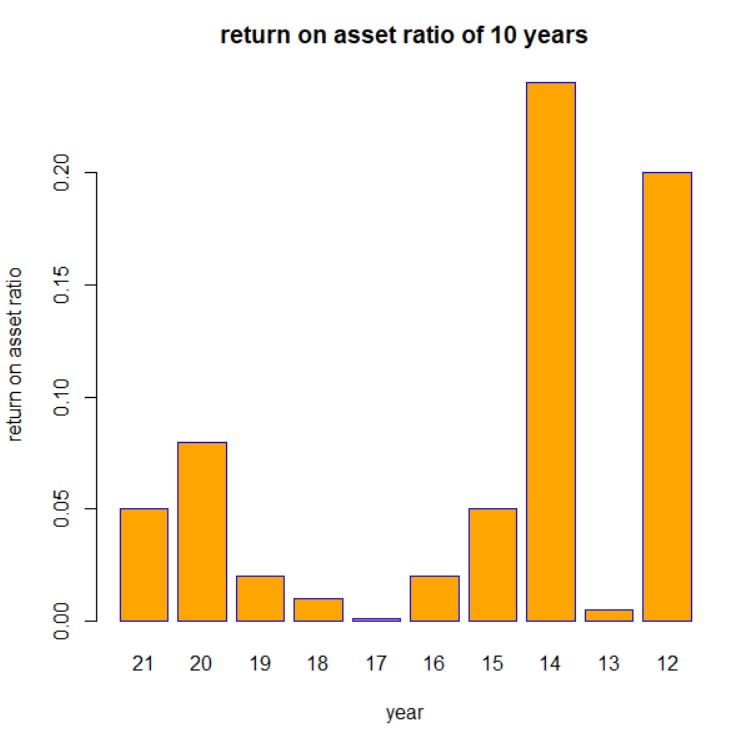 return on asset ratio of 10 years
return on asset ratio
0.20
0.15
0.10
0.05
0.00
21 20 19 18 17 16 15 14 13 12
year